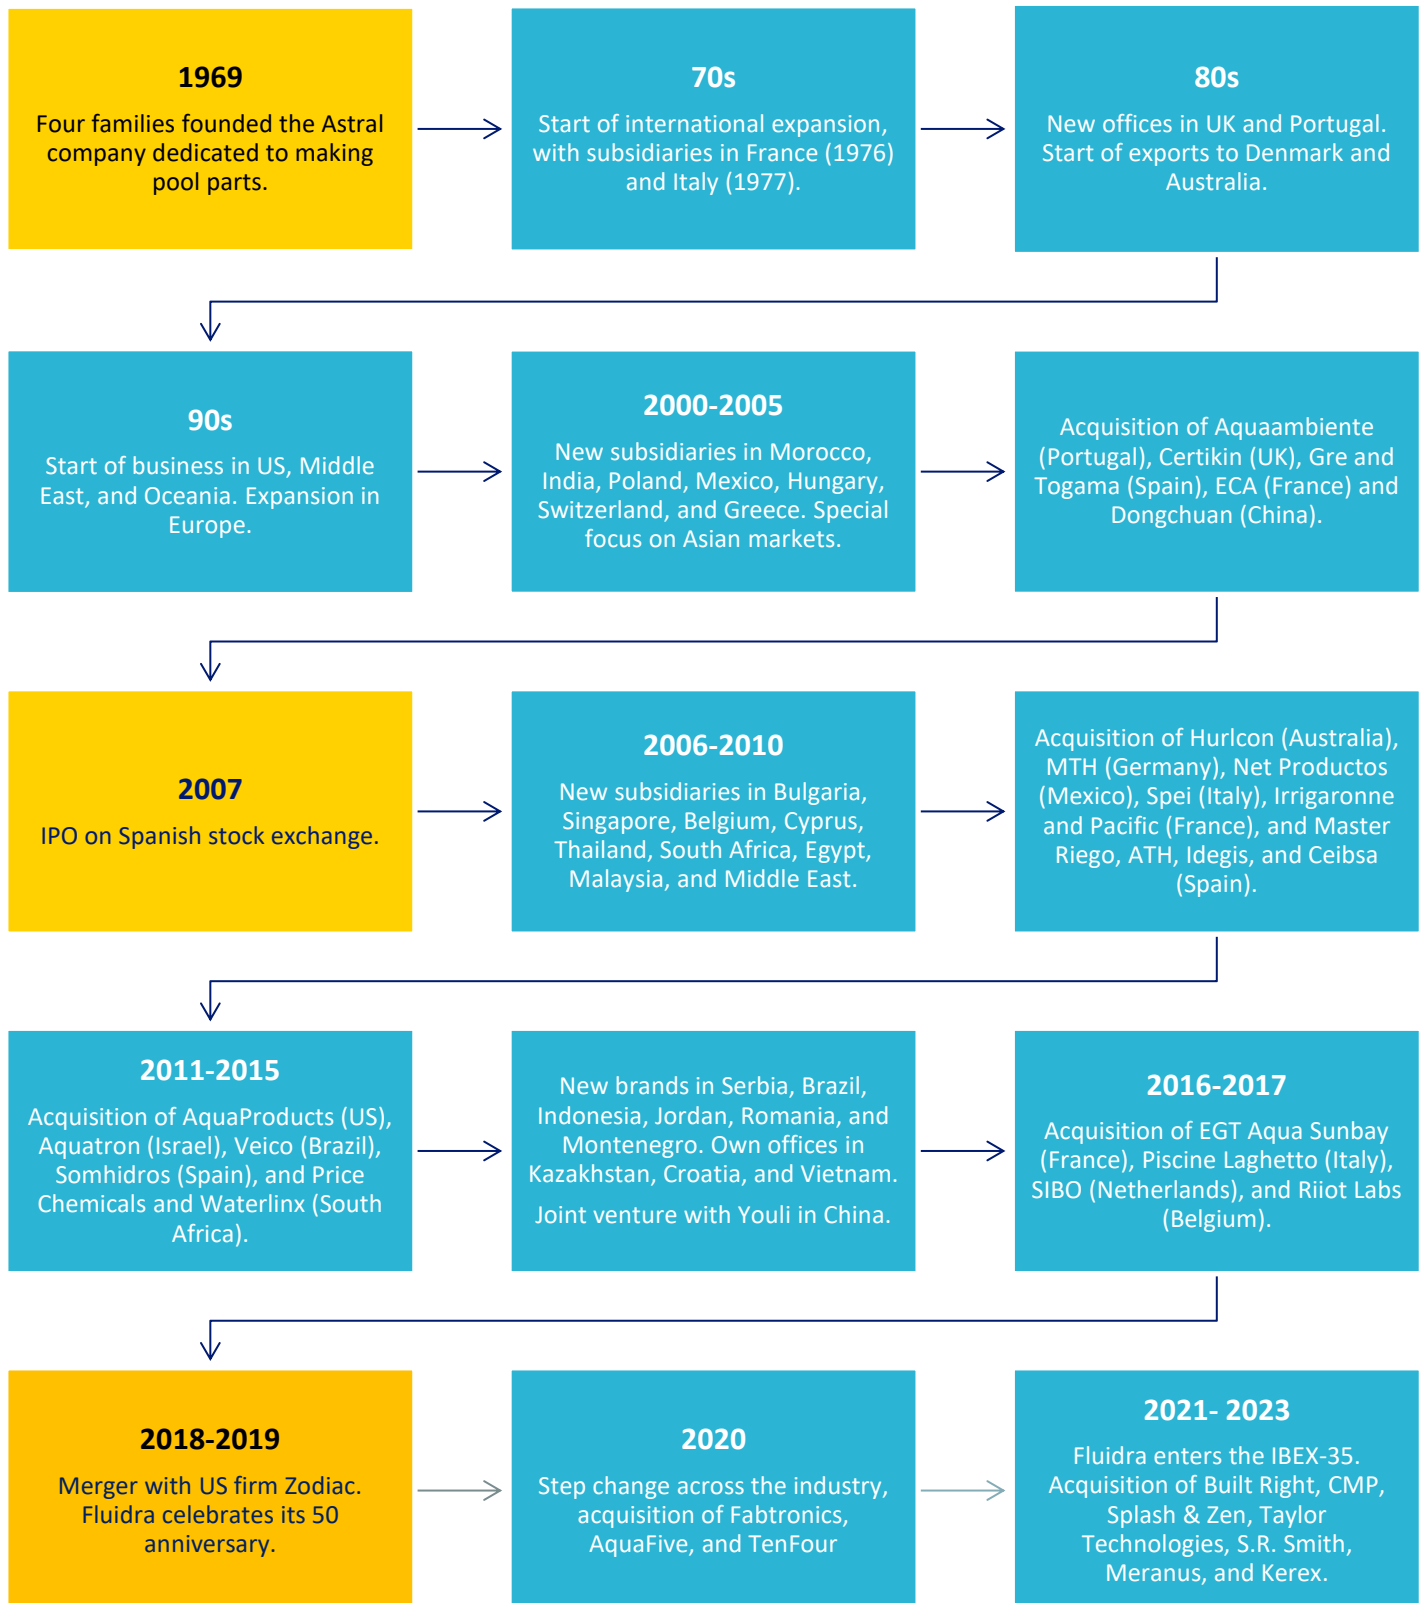 1969
Four families founded the Astral
company dedicated to making
pool parts.
70s
Start of international expansion,
with subsidiaries in France (1976)
and Italy (1977).
80s
New offices in UK and Portugal.
Start of exports to Denmark and
Australia.
90s
Start of business in US, Middle
East, and Oceania. Expansion in
Europe.
2000-2005
New subsidiaries in Morocco,
India, Poland, Mexico, Hungary,
Switzerland, and Greece. Special
focus on Asian markets.
Acquisition of Aquaambiente
(Portugal), Certikin (UK), Gre and
Togama (Spain), ECA (France) and
Dongchuan (China).
2007
IPO on Spanish stock exchange.
2006-2010
New subsidiaries in Bulgaria,
Singapore, Belgium, Cyprus,
Thailand, South Africa, Egypt,
Malaysia, and Middle East.
Acquisition of Hurlcon (Australia),
MTH (Germany), Net Productos
(Mexico), Spei (Italy), Irrigaronne
and Pacific (France), and Master
Riego, ATH, Idegis, and Ceibsa
(Spain).
2011-2015
Acquisition of AquaProducts (US),
Aquatron (Israel), Veico (Brazil),
Somhidros (Spain), and Price
Chemicals and Waterlinx (South
Africa).
New brands in Serbia, Brazil,
Indonesia, Jordan, Romania, and
Montenegro. Own offices in
Kazakhstan, Croatia, and Vietnam.
Joint venture with Youli in China.
2016-2017
Acquisition of EGT Aqua Sunbay
(France), Piscine Laghetto (Italy),
SIBO (Netherlands), and Riiot Labs
(Belgium).
2018-2019
Merger with US firm Zodiac.
Fluidra celebrates its 50
anniversary.
2020
Step change across the industry,
acquisition of Fabtronics,
AquaFive, and TenFour
2021- 2023
Fluidra enters the IBEX-35.
Acquisition of Built Right, CMP,
Splash & Zen, Taylor
Technologies, S.R. Smith,
Meranus, and Kerex.